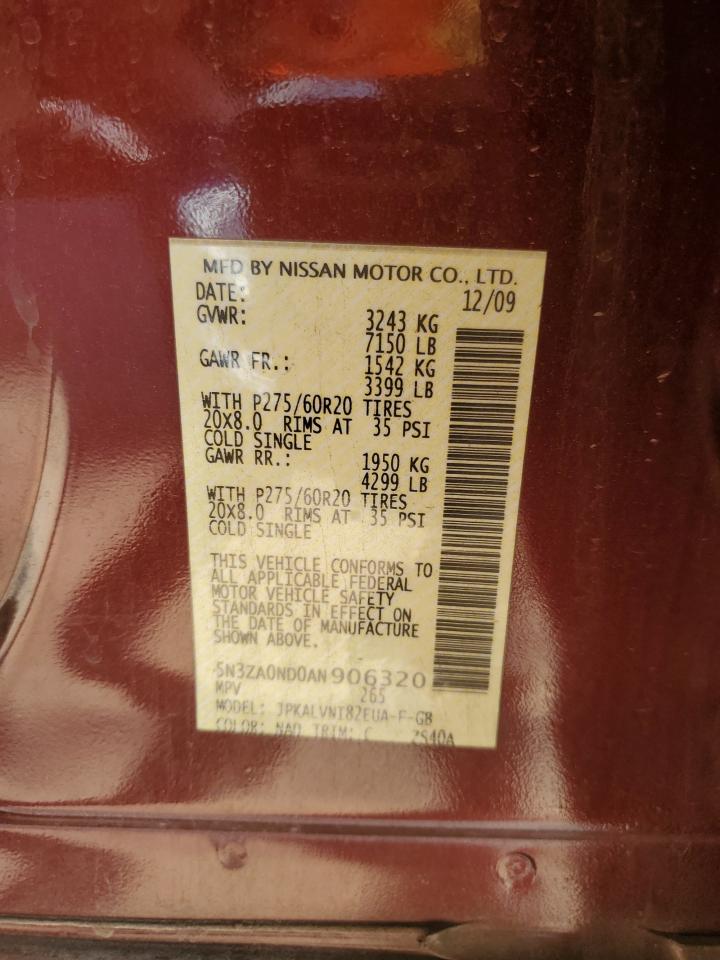 MFD BY NISSAN MOTOR CO., LTD.
DATE: 12/09
GVWR: 3243 KG
7150 LB
GAWR FR.: 1542 KG
3399 LB
WITH P275/60R20 TIRES
20X8.0 RIMS AT 35 PSI
COLD SINGLE
GAWR RR.: 1950 KG
4299 LB
WITH P275/60R20 TIRES
20X8.0 RIMS AT 35 PSI
COLD SINGLE
THIS VEHICLE CONFORMS TO
ALL APPLICABLE FEDERAL
MOTOR VEHICLE SAFETY
STANDARDS IN EFFECT ON
THE DATE OF MANUFACTURE
SHOWN ABOVE.
5N3ZA0ND0AN906320
MPV 265
MODEL: JPKALVNT82EUA-F-GB
COLOR: NAD TRIM: C ZS40A